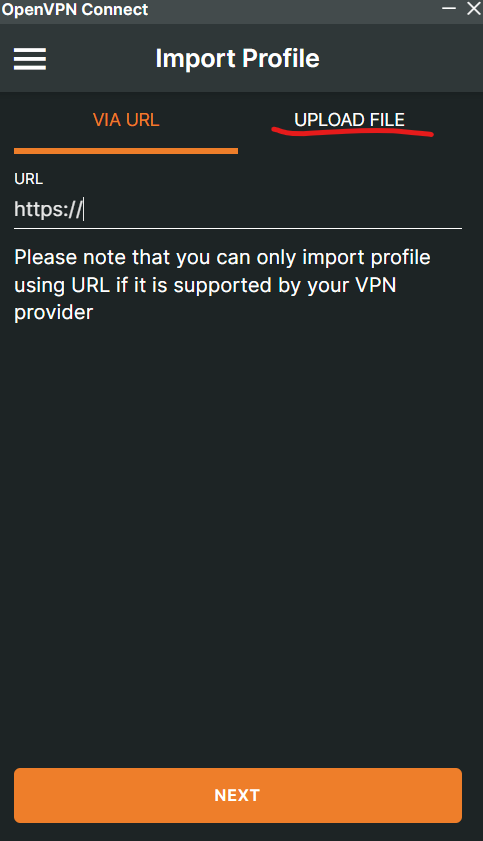 OpenVPN Connect
Import Profile
VIA URL
UPLOAD FILE
URL
https://
Please note that you can only import profile
using URL if it is supported by your VPN
provider
NEXT